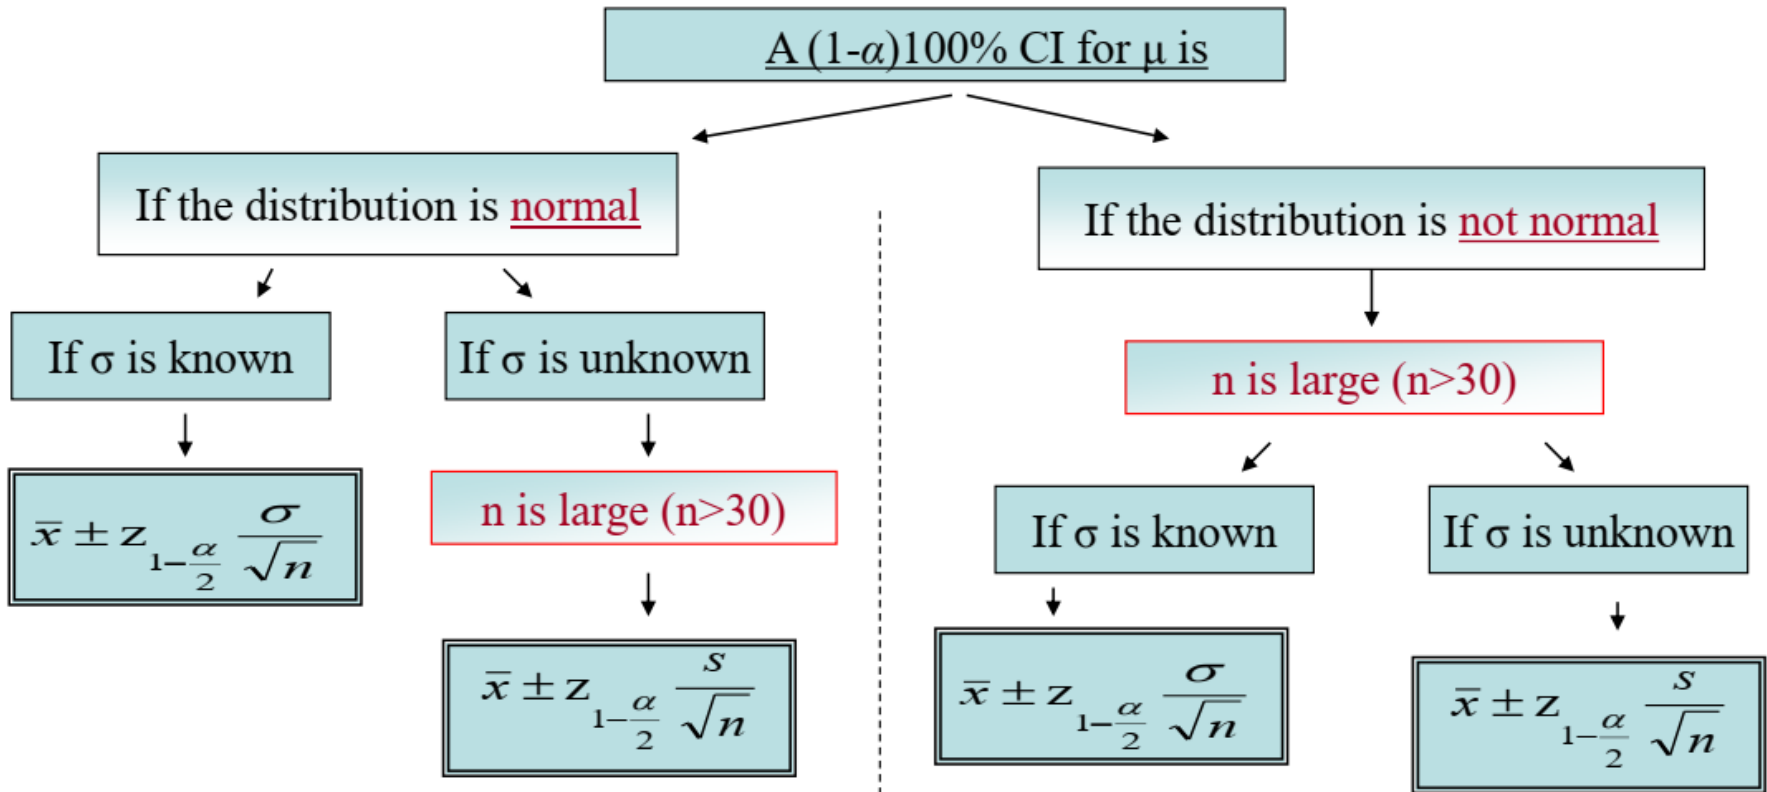 A (1-α)100% CI for μ is
If the distribution is normal
If the distribution is not normal
If σ is known
If σ is unknown
n is large (n>30)
x̄ ± z_{1-α/2} σ/√n
n is large (n>30)
If σ is known
If σ is unknown
x̄ ± z_{1-α/2} s/√n
x̄ ± z_{1-α/2} σ/√n
x̄ ± z_{1-α/2} s/√n